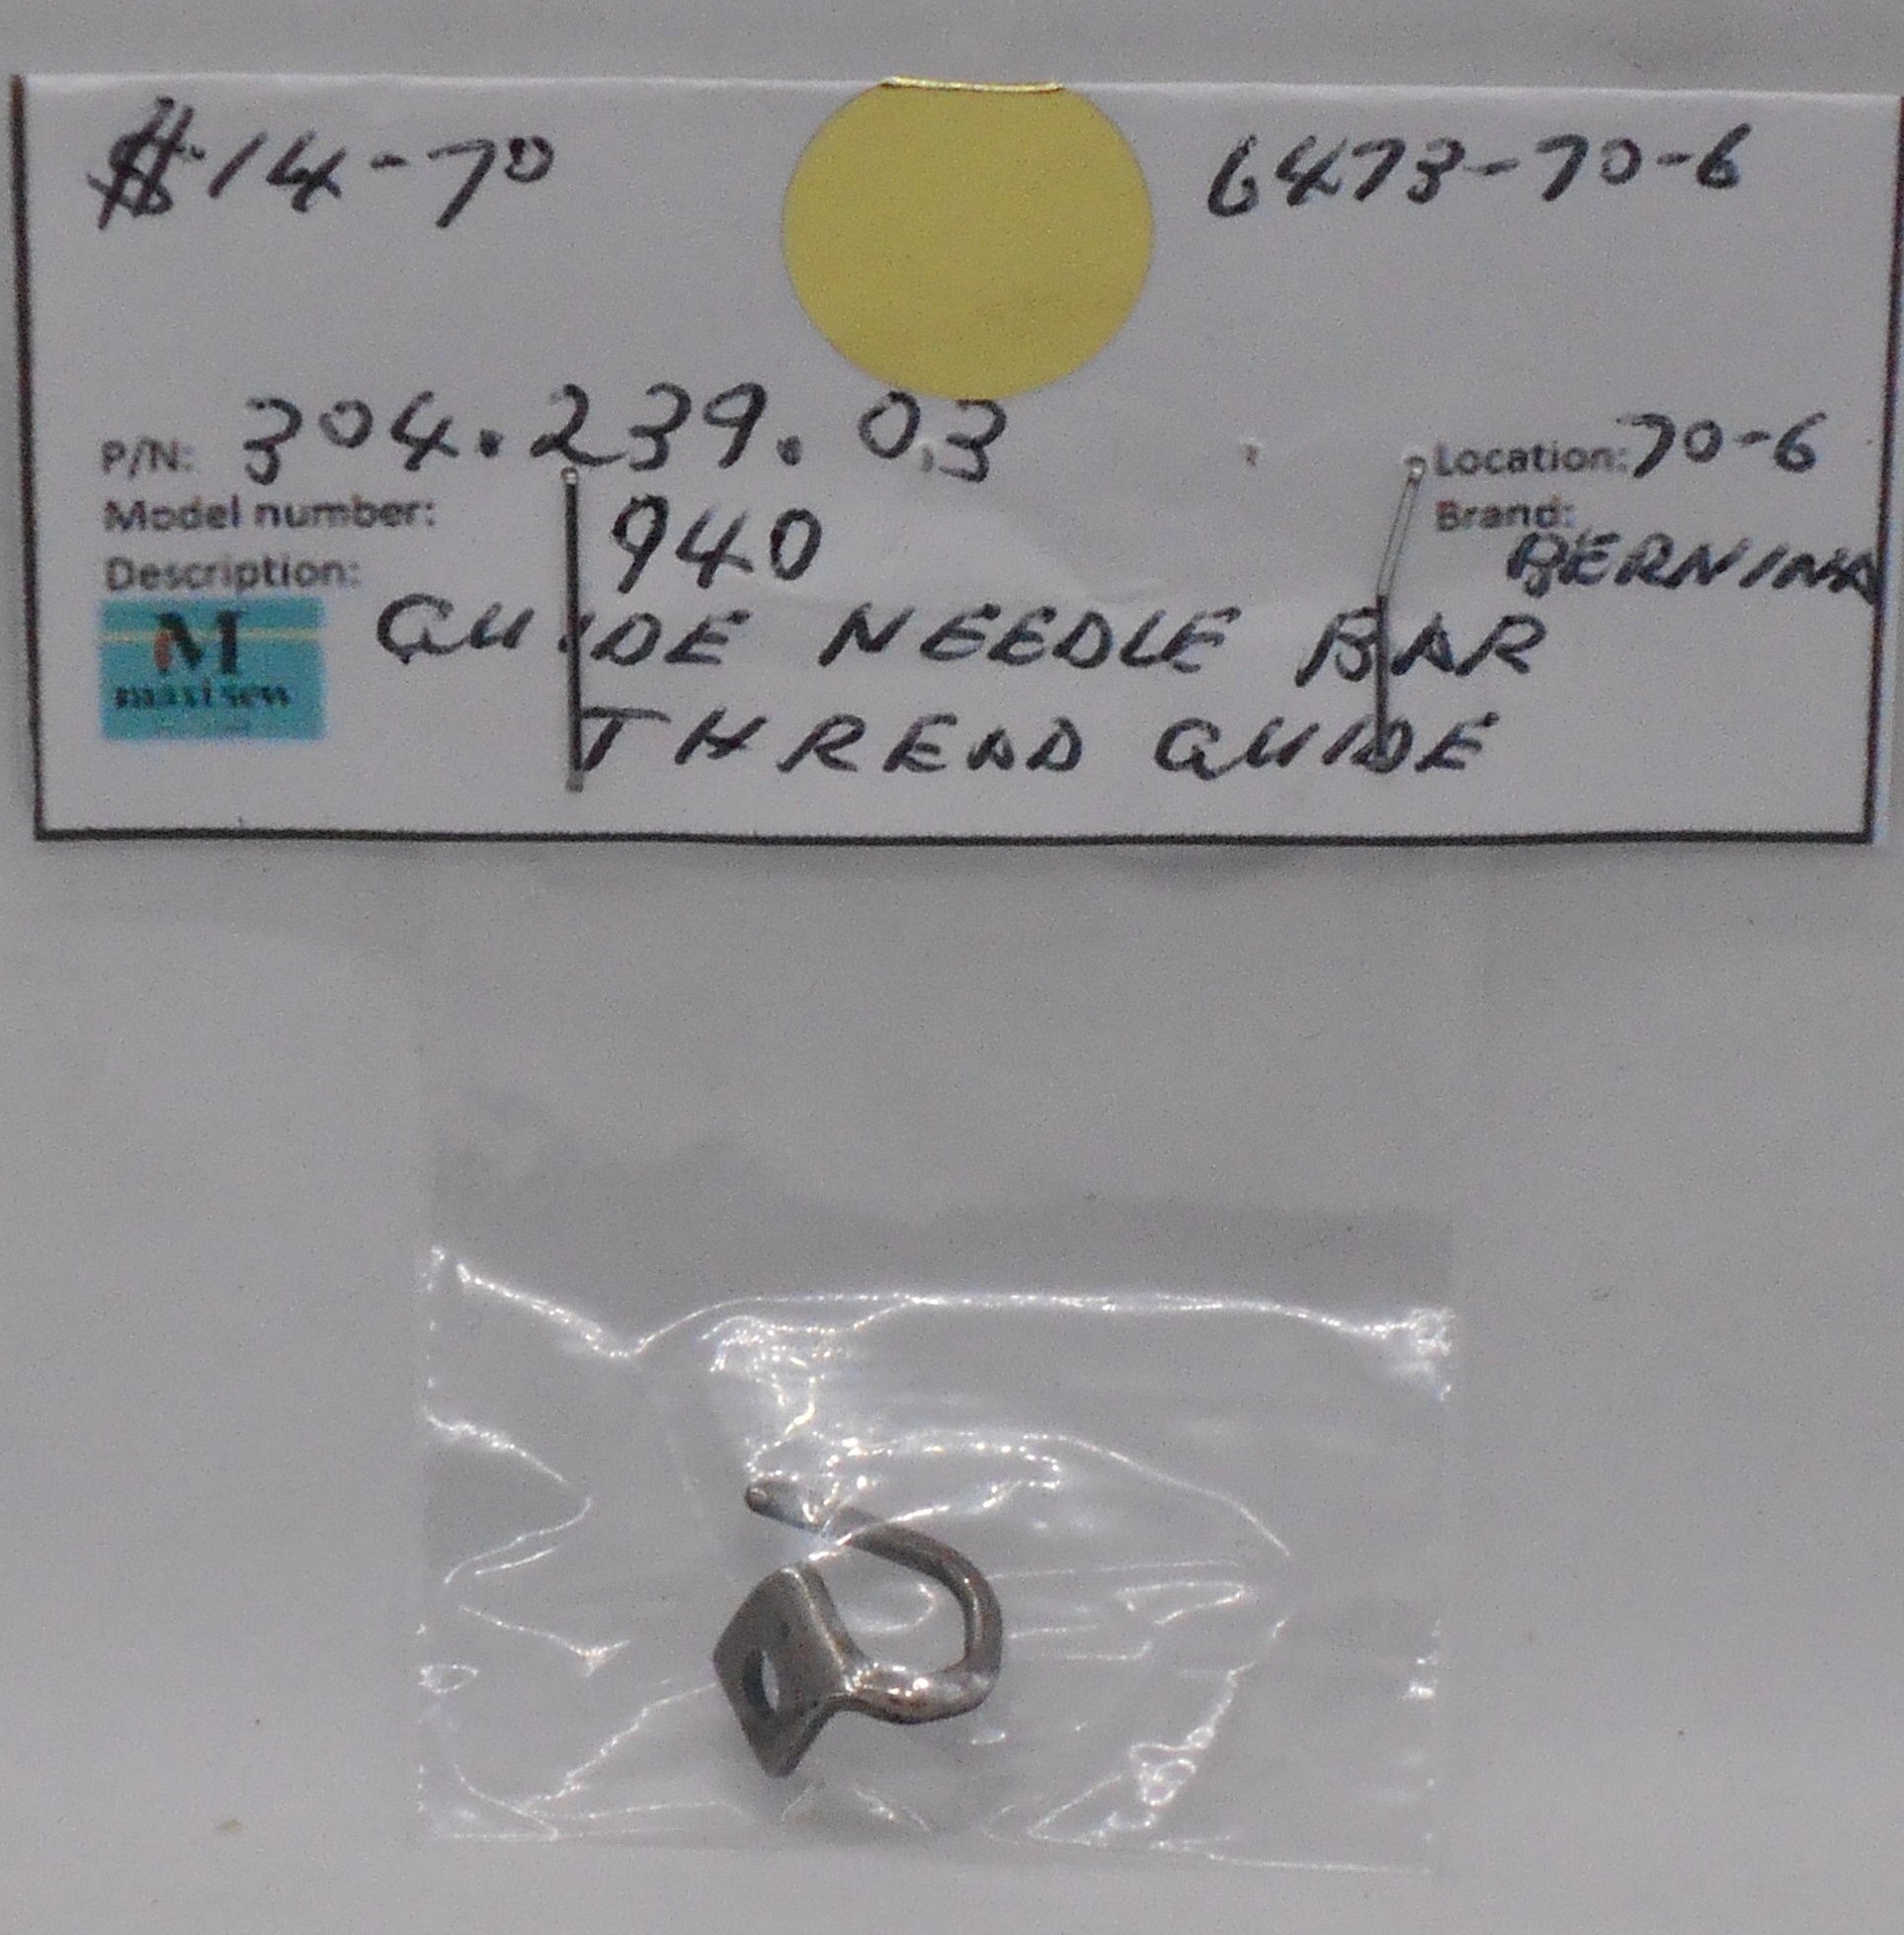 $14-70
6473-70-6
P/N: 304.239.03
Location: 70-6
Model number: 940
Brand: BERNINA
Description: GUIDE NEEDLE BAR
THREAD GUIDE
M
maxisew